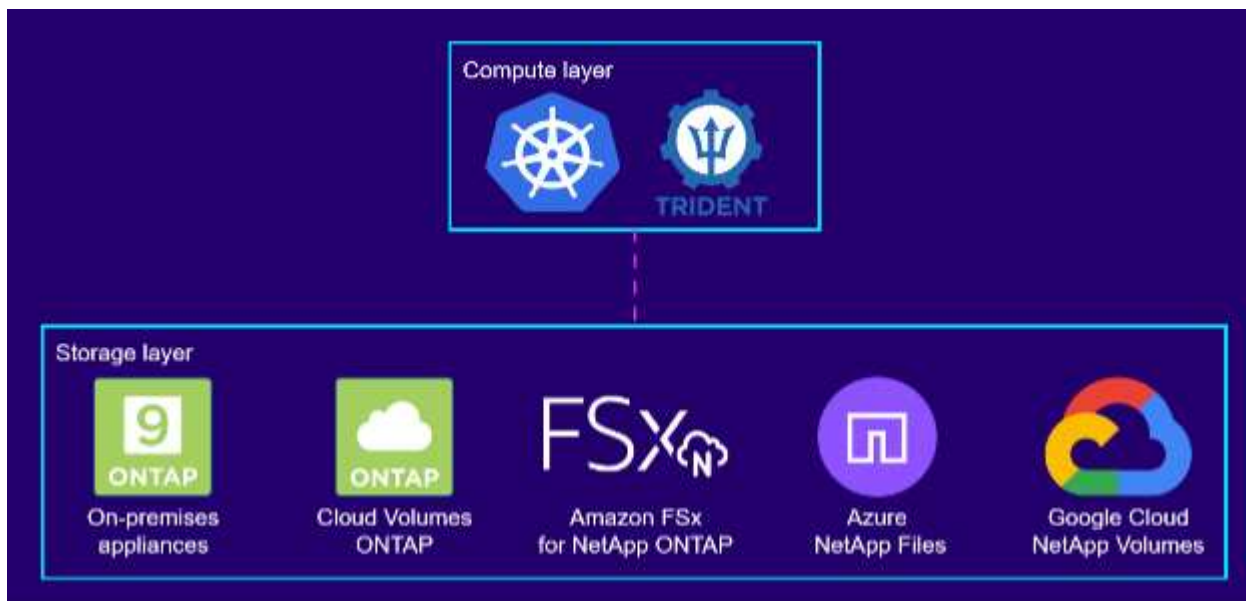 Compute layer
TRIDENT
Storage layer
9
ONTAP
On-premises
appliances
ONTAP
Cloud Volumes
ONTAP
FSxN
Amazon FSx
for NetApp ONTAP
Azure
NetApp Files
Google Cloud
NetApp Volumes